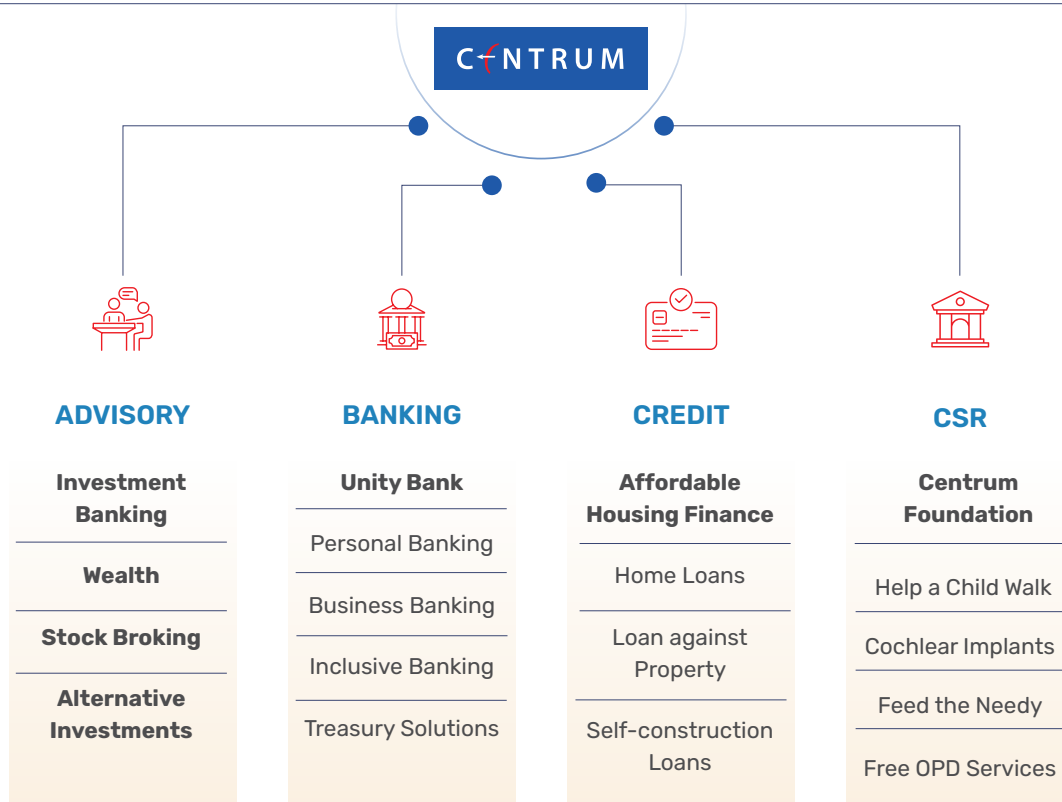 CENTRUM
ADVISORY
Investment
Banking
Wealth
Stock Broking
Alternative
Investments
BANKING
Unity Bank
Personal Banking
Business Banking
Inclusive Banking
Treasury Solutions
CREDIT
Affordable
Housing Finance
Home Loans
Loan against
Property
Self-construction
Loans
CSR
Centrum
Foundation
Help a Child Walk
Cochlear Implants
Feed the Needy
Free OPD Services